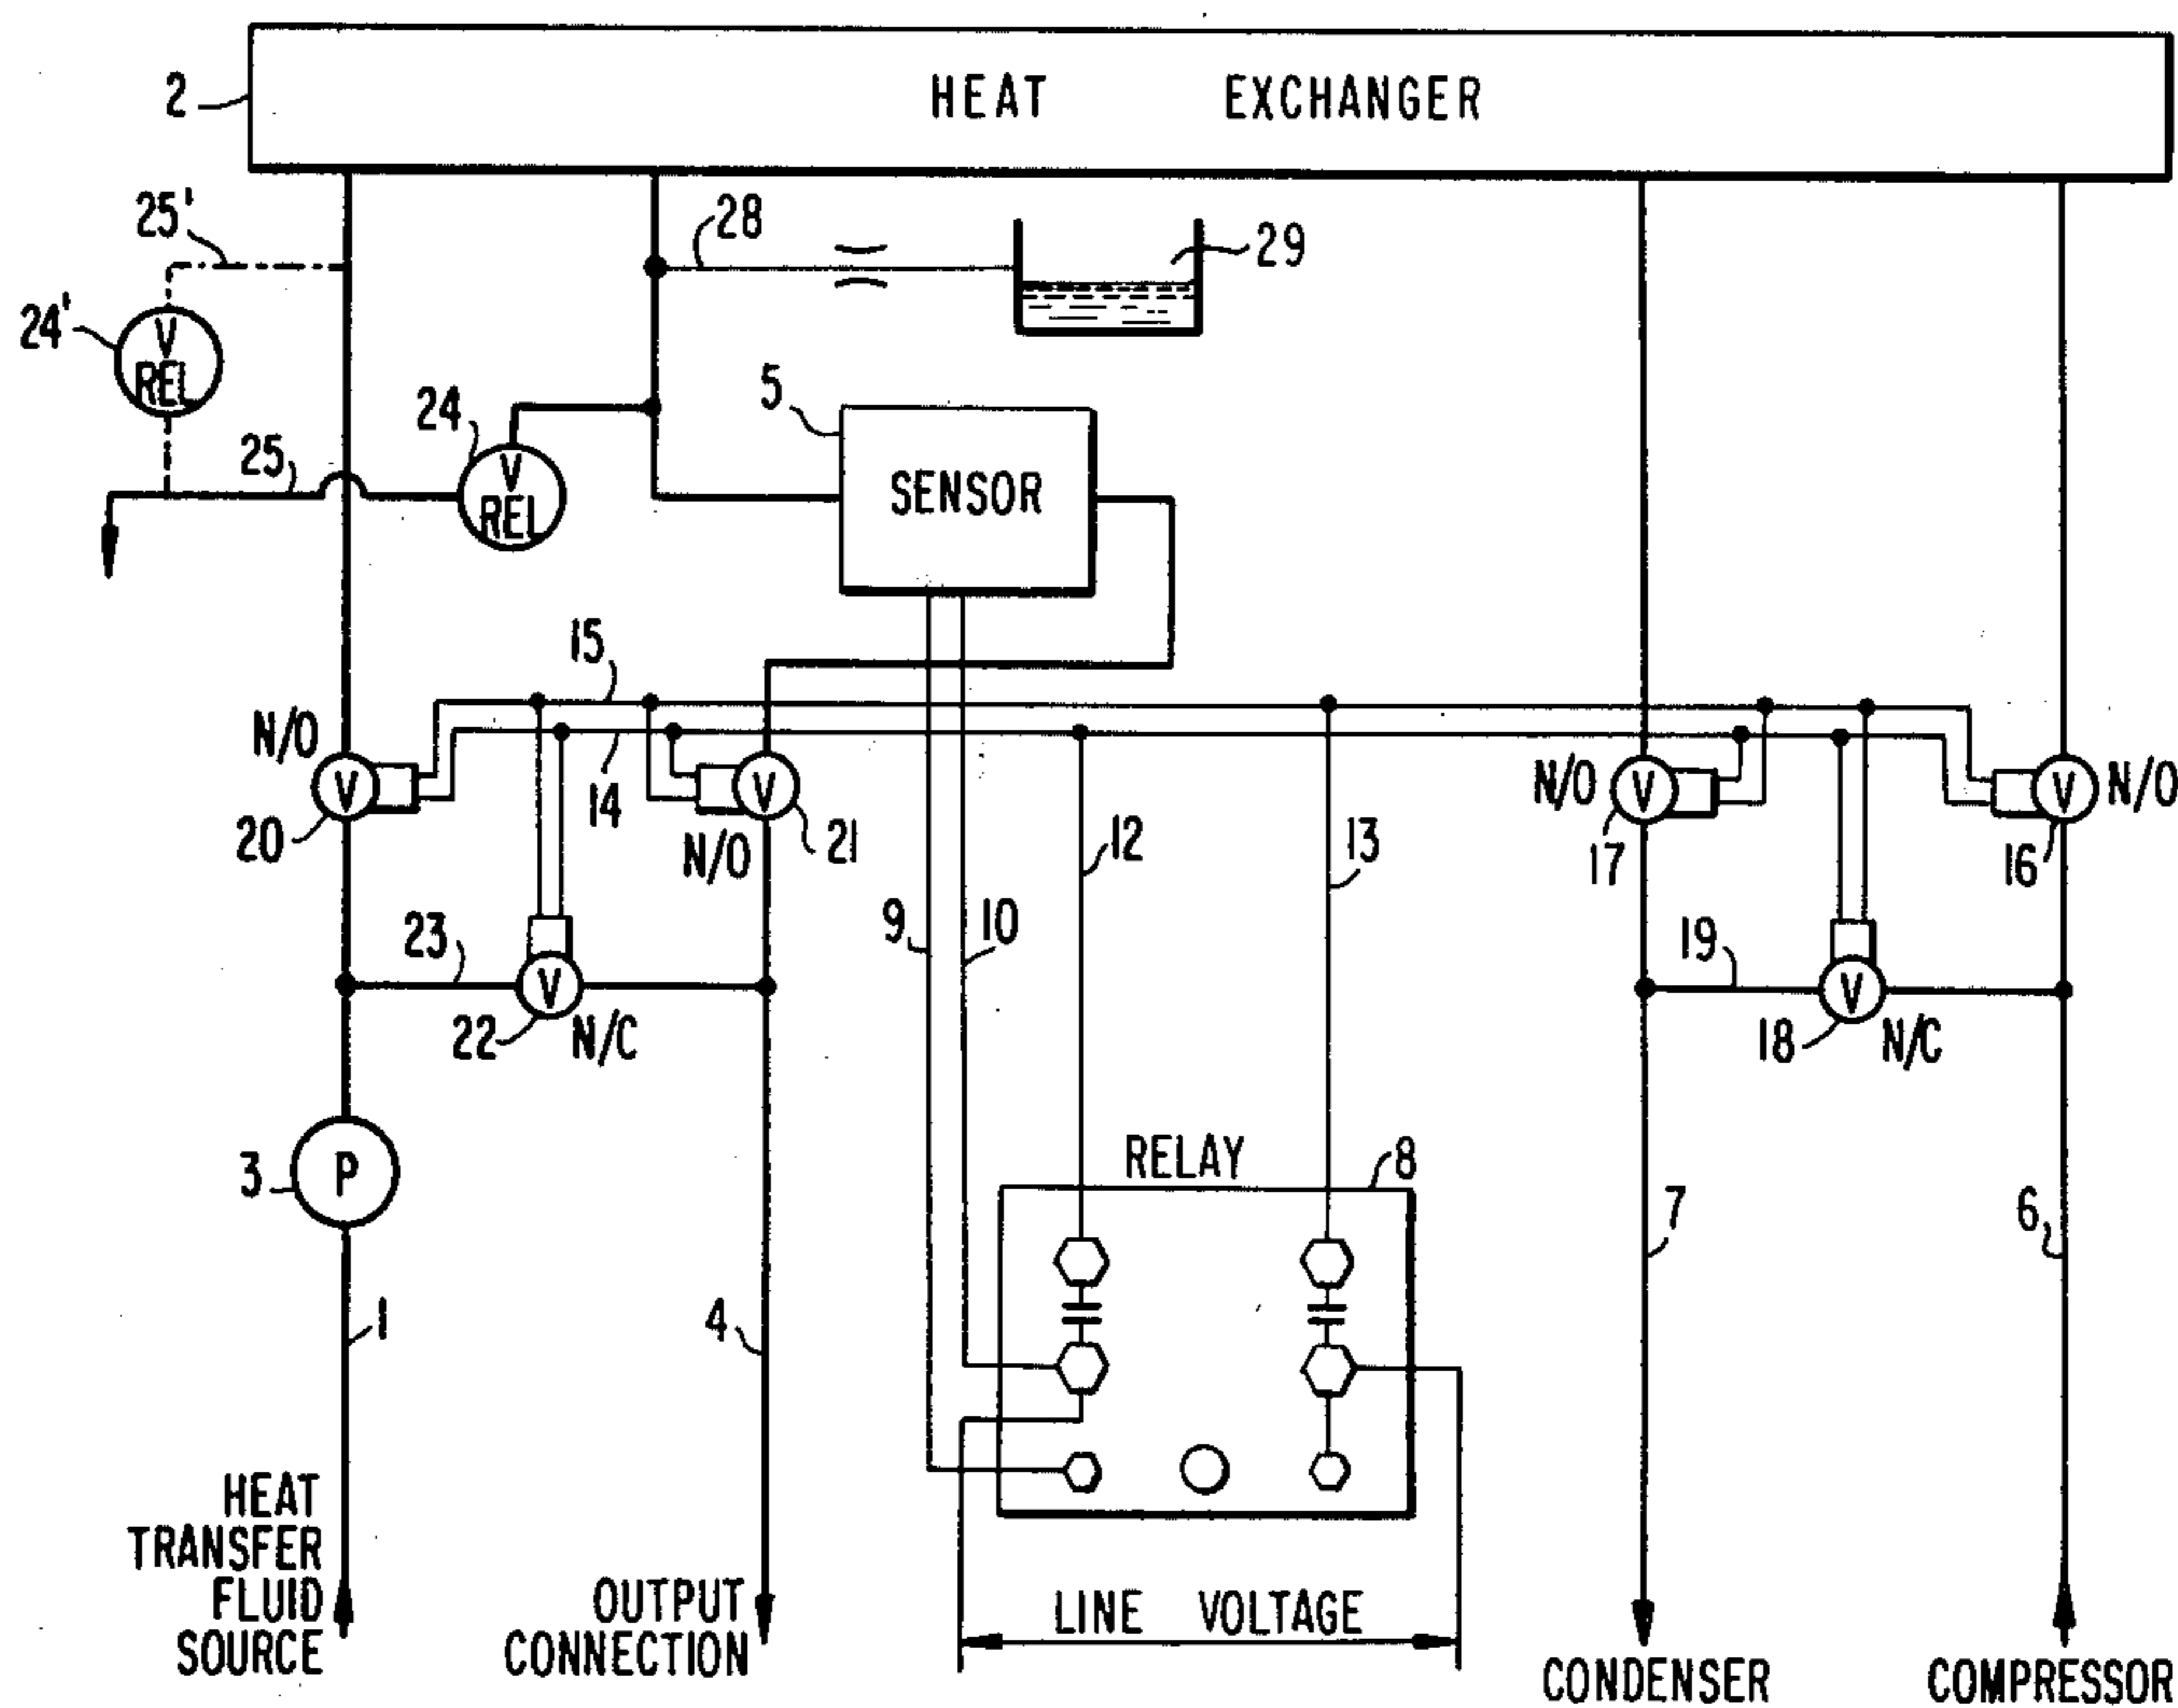 2
HEAT EXCHANGER
25'
28
29
24'
V
REL
5
24
25
V
REL
SENSOR
15
N/O
V
20
14
V
21
N/O
12
13
N/O
V
17
V
N/O
16
9
10
23
V
22
N/C
19
V
18
N/C
3
P
RELAY
8
7
6
1
4
HEAT
TRANSFER
FLUID
SOURCE
OUTPUT
CONNECTION
LINE VOLTAGE
CONDENSER
COMPRESSOR